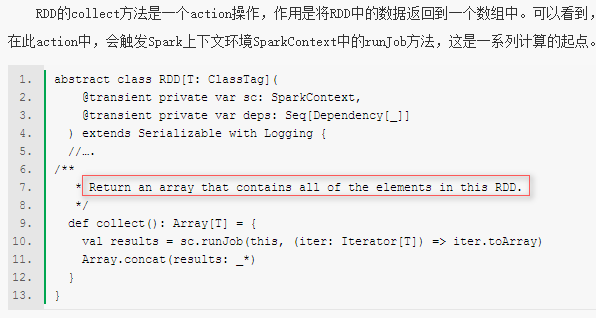 RDD的collect方法是一个action操作，作用是将RDD中的数据返回到一个数组中。可以看到，
在此action中，会触发Spark上下文环境SparkContext中的runJob方法，这是一系列计算的起点。
1. abstract class RDD[T: ClassTag](
2. @transient private var sc: SparkContext,
3. @transient private var deps: Seq[Dependency[_]]
4. ) extends Serializable with Logging {
5. //….
6. /**
7. * Return an array that contains all of the elements in this RDD.
8. */
9. def collect(): Array[T] = {
10. val results = sc.runJob(this, (iter: Iterator[T]) => iter.toArray)
11. Array.concat(results: _*)
12. }
13. }